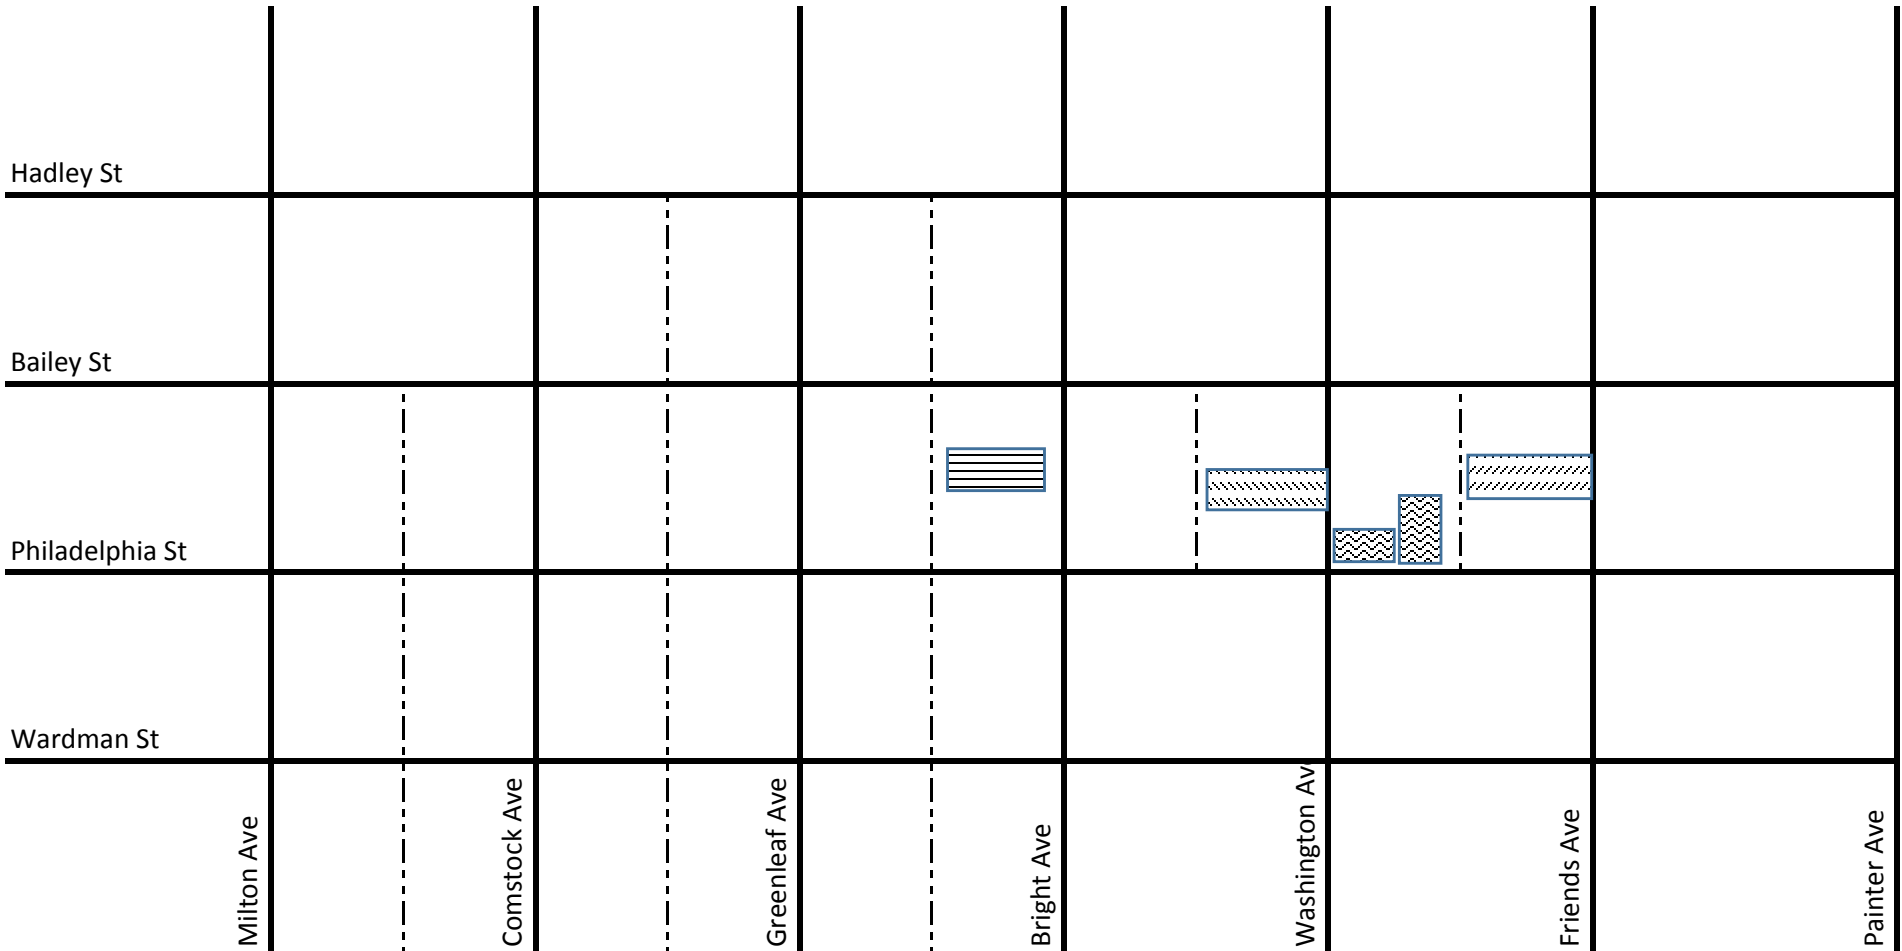 Hadley St
Bailey St
Philadelphia St
Wardman St
Milton Ave
Comstock Ave
Greenleaf Ave
Bright Ave
Washington Av
Friends Ave
Painter Ave